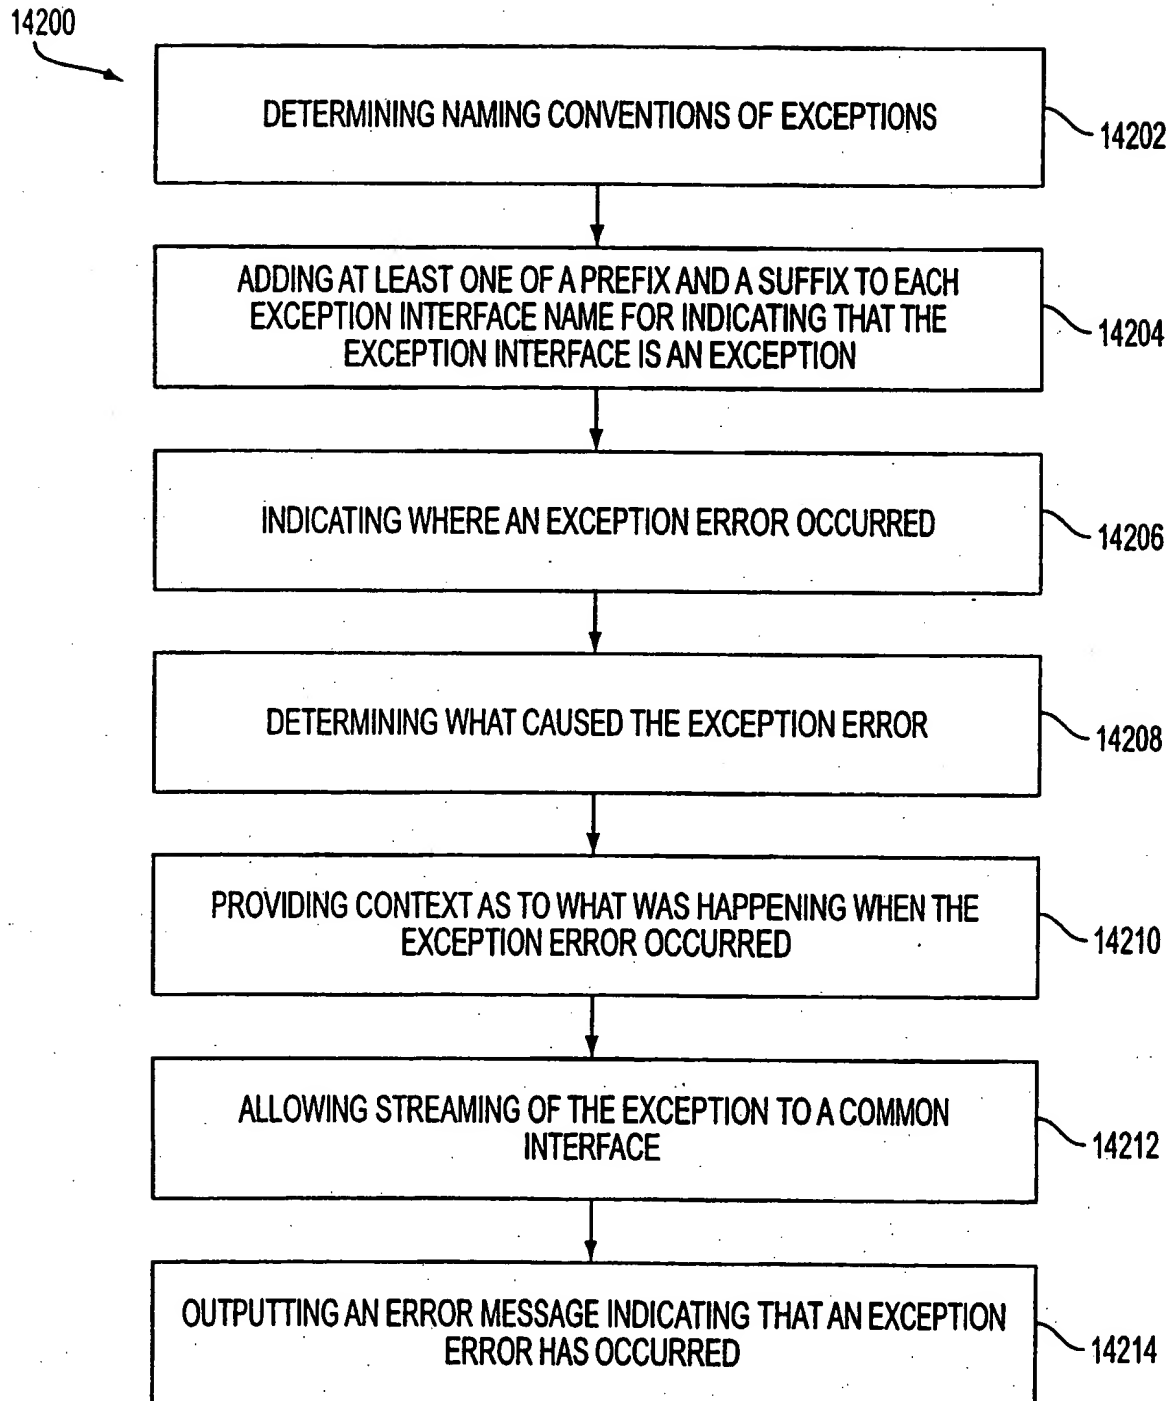 14200
DETERMINING NAMING CONVENTIONS OF EXCEPTIONS
14202
ADDING AT LEAST ONE OF A PREFIX AND A SUFFIX TO EACH
EXCEPTION INTERFACE NAME FOR INDICATING THAT THE
EXCEPTION INTERFACE IS AN EXCEPTION
14204
INDICATING WHERE AN EXCEPTION ERROR OCCURRED
14206
DETERMINING WHAT CAUSED THE EXCEPTION ERROR
14208
PROVIDING CONTEXT AS TO WHAT WAS HAPPENING WHEN THE
EXCEPTION ERROR OCCURRED
14210
ALLOWING STREAMING OF THE EXCEPTION TO A COMMON
INTERFACE
14212
OUTPUTTING AN ERROR MESSAGE INDICATING THAT AN EXCEPTION
ERROR HAS OCCURRED
14214